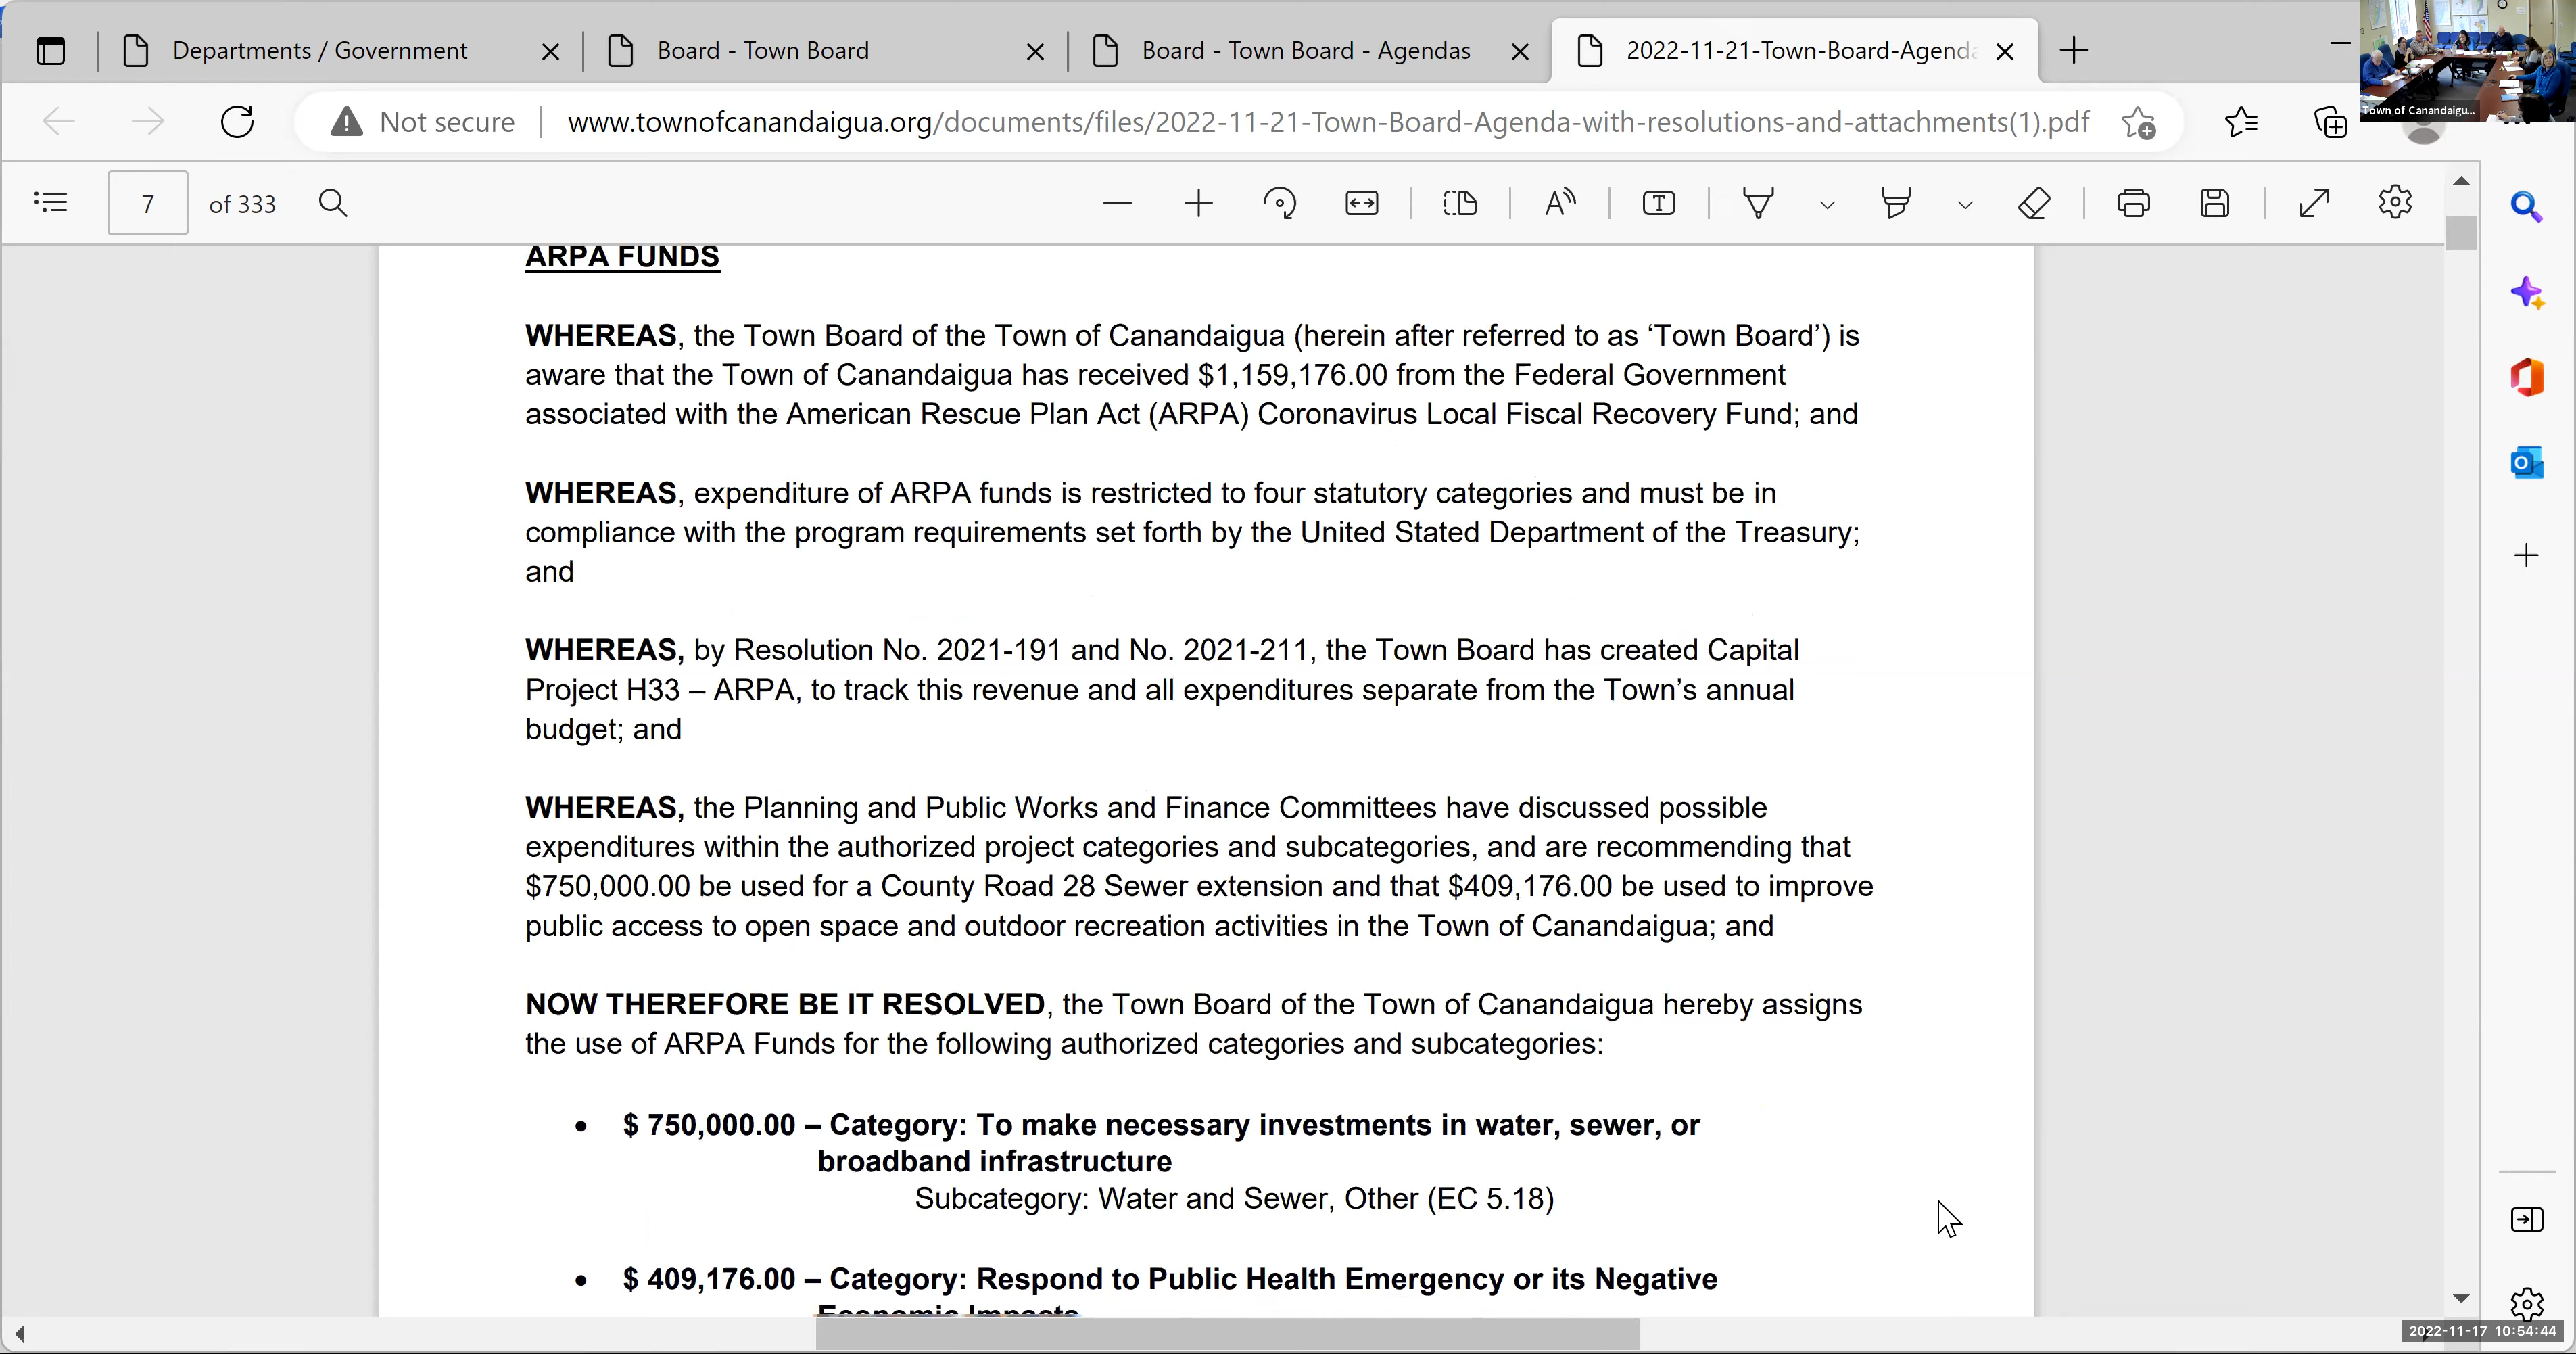 Departments / Government
Board - Town Board
Board - Town Board - Agendas
2022-11-21-Town-Board-Agenda
Town of Canandaigu...
Not secure
www.townofcanandaigua.org/documents/files/2022-11-21-Town-Board-Agenda-with-resolutions-and-attachments(1).pdf
7 of 333
ARPA FUNDS
WHEREAS, the Town Board of the Town of Canandaigua (herein after referred to as ‘Town Board’) is
aware that the Town of Canandaigua has received $1,159,176.00 from the Federal Government
associated with the American Rescue Plan Act (ARPA) Coronavirus Local Fiscal Recovery Fund; and
WHEREAS, expenditure of ARPA funds is restricted to four statutory categories and must be in
compliance with the program requirements set forth by the United Stated Department of the Treasury;
and
WHEREAS, by Resolution No. 2021-191 and No. 2021-211, the Town Board has created Capital
Project H33 – ARPA, to track this revenue and all expenditures separate from the Town’s annual
budget; and
WHEREAS, the Planning and Public Works and Finance Committees have discussed possible
expenditures within the authorized project categories and subcategories, and are recommending that
$750,000.00 be used for a County Road 28 Sewer extension and that $409,176.00 be used to improve
public access to open space and outdoor recreation activities in the Town of Canandaigua; and
NOW THEREFORE BE IT RESOLVED, the Town Board of the Town of Canandaigua hereby assigns
the use of ARPA Funds for the following authorized categories and subcategories:
• $ 750,000.00 – Category: To make necessary investments in water, sewer, or
broadband infrastructure
Subcategory: Water and Sewer, Other (EC 5.18)
• $ 409,176.00 – Category: Respond to Public Health Emergency or its Negative
Economic Impacts
2022-11-17 10:54:44